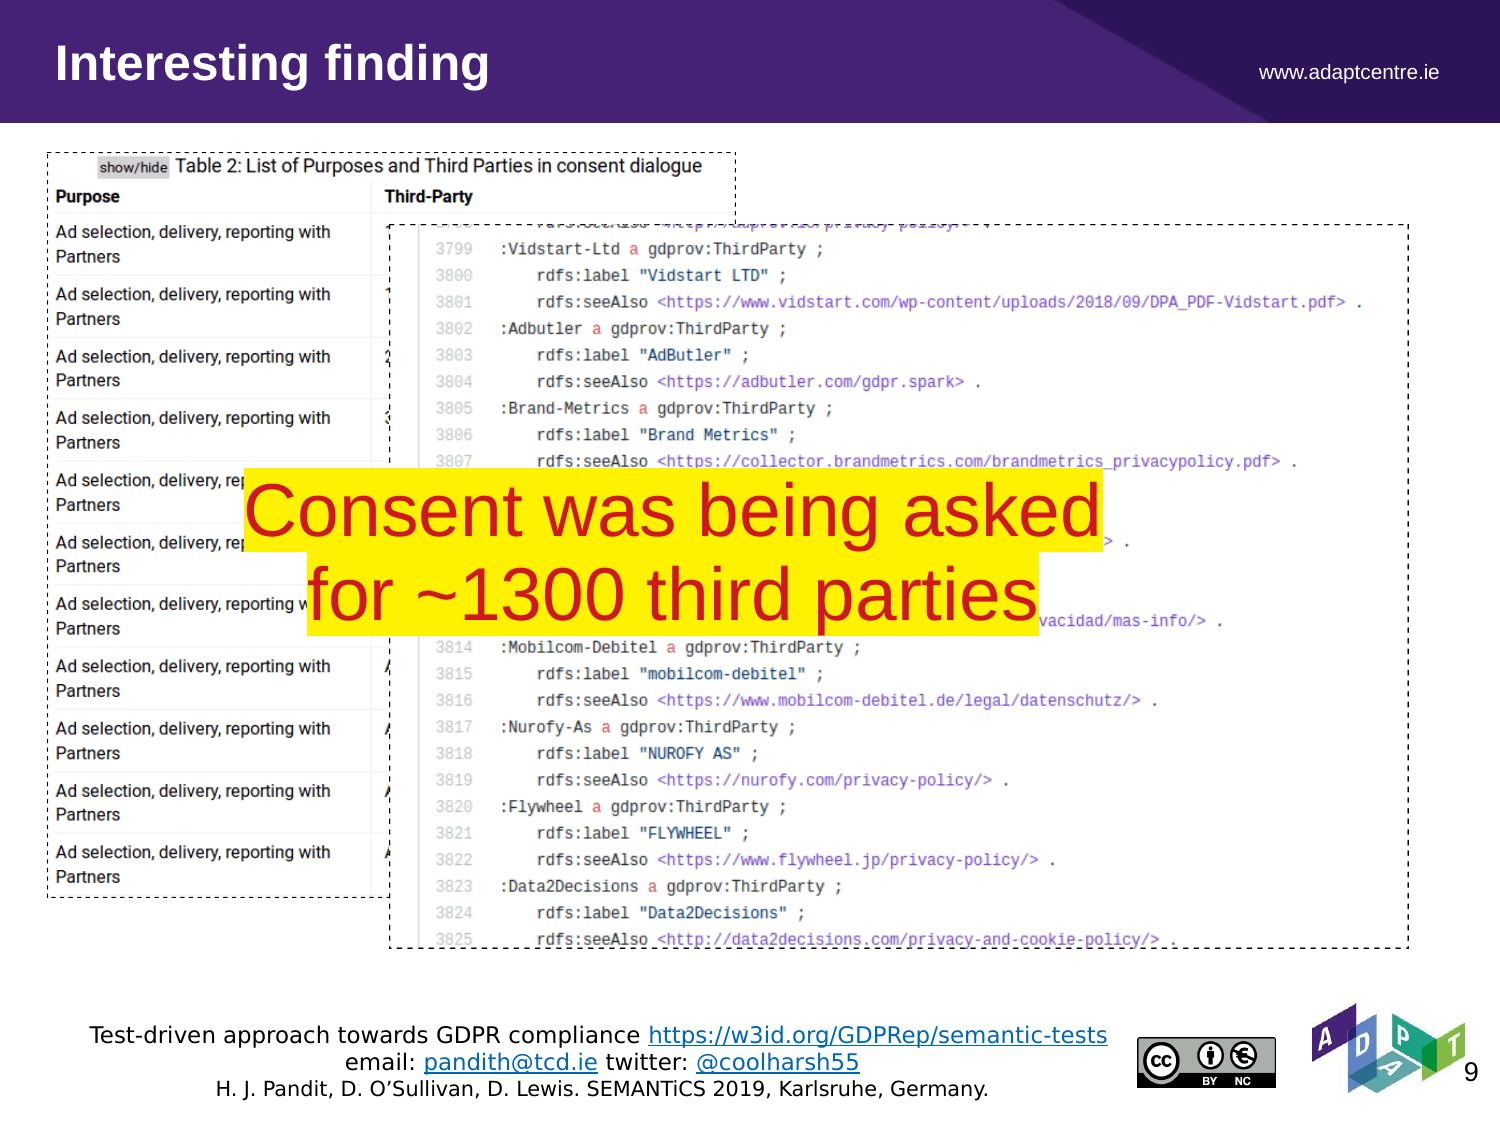 Interesting finding
www.adaptcentre.ie
show/hide Table 2: List of Purposes and Third Parties in consent dialogue
Purpose Third-Party
Ad selection, delivery, reporting with
Partners
Ad selection, delivery, reporting with
Partners
Ad selection, delivery, reporting with
Partners
Ad selection, delivery, reporting with
Partners
Ad selection, delivery, rep
Partners
Ad selection, delivery, rep
Partners
Ad selection, delivery, reporting w
Partners
Ad selection, delivery, reporting with
Partners
Ad selection, delivery, reporting with
Partners
Ad selection, delivery, reporting with
Partners
Ad selection, delivery, reporting with
Partners
3799 :Vidstart-Ltd a gdprov:ThirdParty ;
3800 rdfs:label "Vidstart LTD" ;
3801 rdfs:seeAlso <https://www.vidstart.com/wp-content/uploads/2018/09/DPA_PDF-Vidstart.pdf> .
3802 :Adbutler a gdprov:ThirdParty ;
3803 rdfs:label "AdButler" ;
3804 rdfs:seeAlso <https://adbutler.com/gdpr.spark> .
3805 :Brand-Metrics a gdprov:ThirdParty ;
3806 rdfs:label "Brand Metrics" ;
3807 rdfs:seeAlso <https://collector.brandmetrics.com/brandmetrics_privacypolicy.pdf> .
Consent was being asked
for ~1300 third parties
> .
vacidad/mas-info/> .
3814 :Mobilcom-Debitel a gdprov:ThirdParty ;
3815 rdfs:label "mobilcom-debitel" ;
3816 rdfs:seeAlso <https://www.mobilcom-debitel.de/legal/datenschutz/> .
3817 :Nurofy-As a gdprov:ThirdParty ;
3818 rdfs:label "NUROFY AS" ;
3819 rdfs:seeAlso <https://nurofy.com/privacy-policy/> .
3820 :Flywheel a gdprov:ThirdParty ;
3821 rdfs:label "FLYWHEEL" ;
3822 rdfs:seeAlso <https://www.flywheel.jp/privacy-policy/> .
3823 :Data2Decisions a gdprov:ThirdParty ;
3824 rdfs:label "Data2Decisions" ;
3825 rdfs:seeAlso <http://data2decisions.com/privacy-and-cookie-policy/> .
Test-driven approach towards GDPR compliance https://w3id.org/GDPRep/semantic-tests
email: pandith@tcd.ie twitter: @coolharsh55
H. J. Pandit, D. O’Sullivan, D. Lewis. SEMANTiCS 2019, Karlsruhe, Germany.
cc BY NC
ADAPT
9